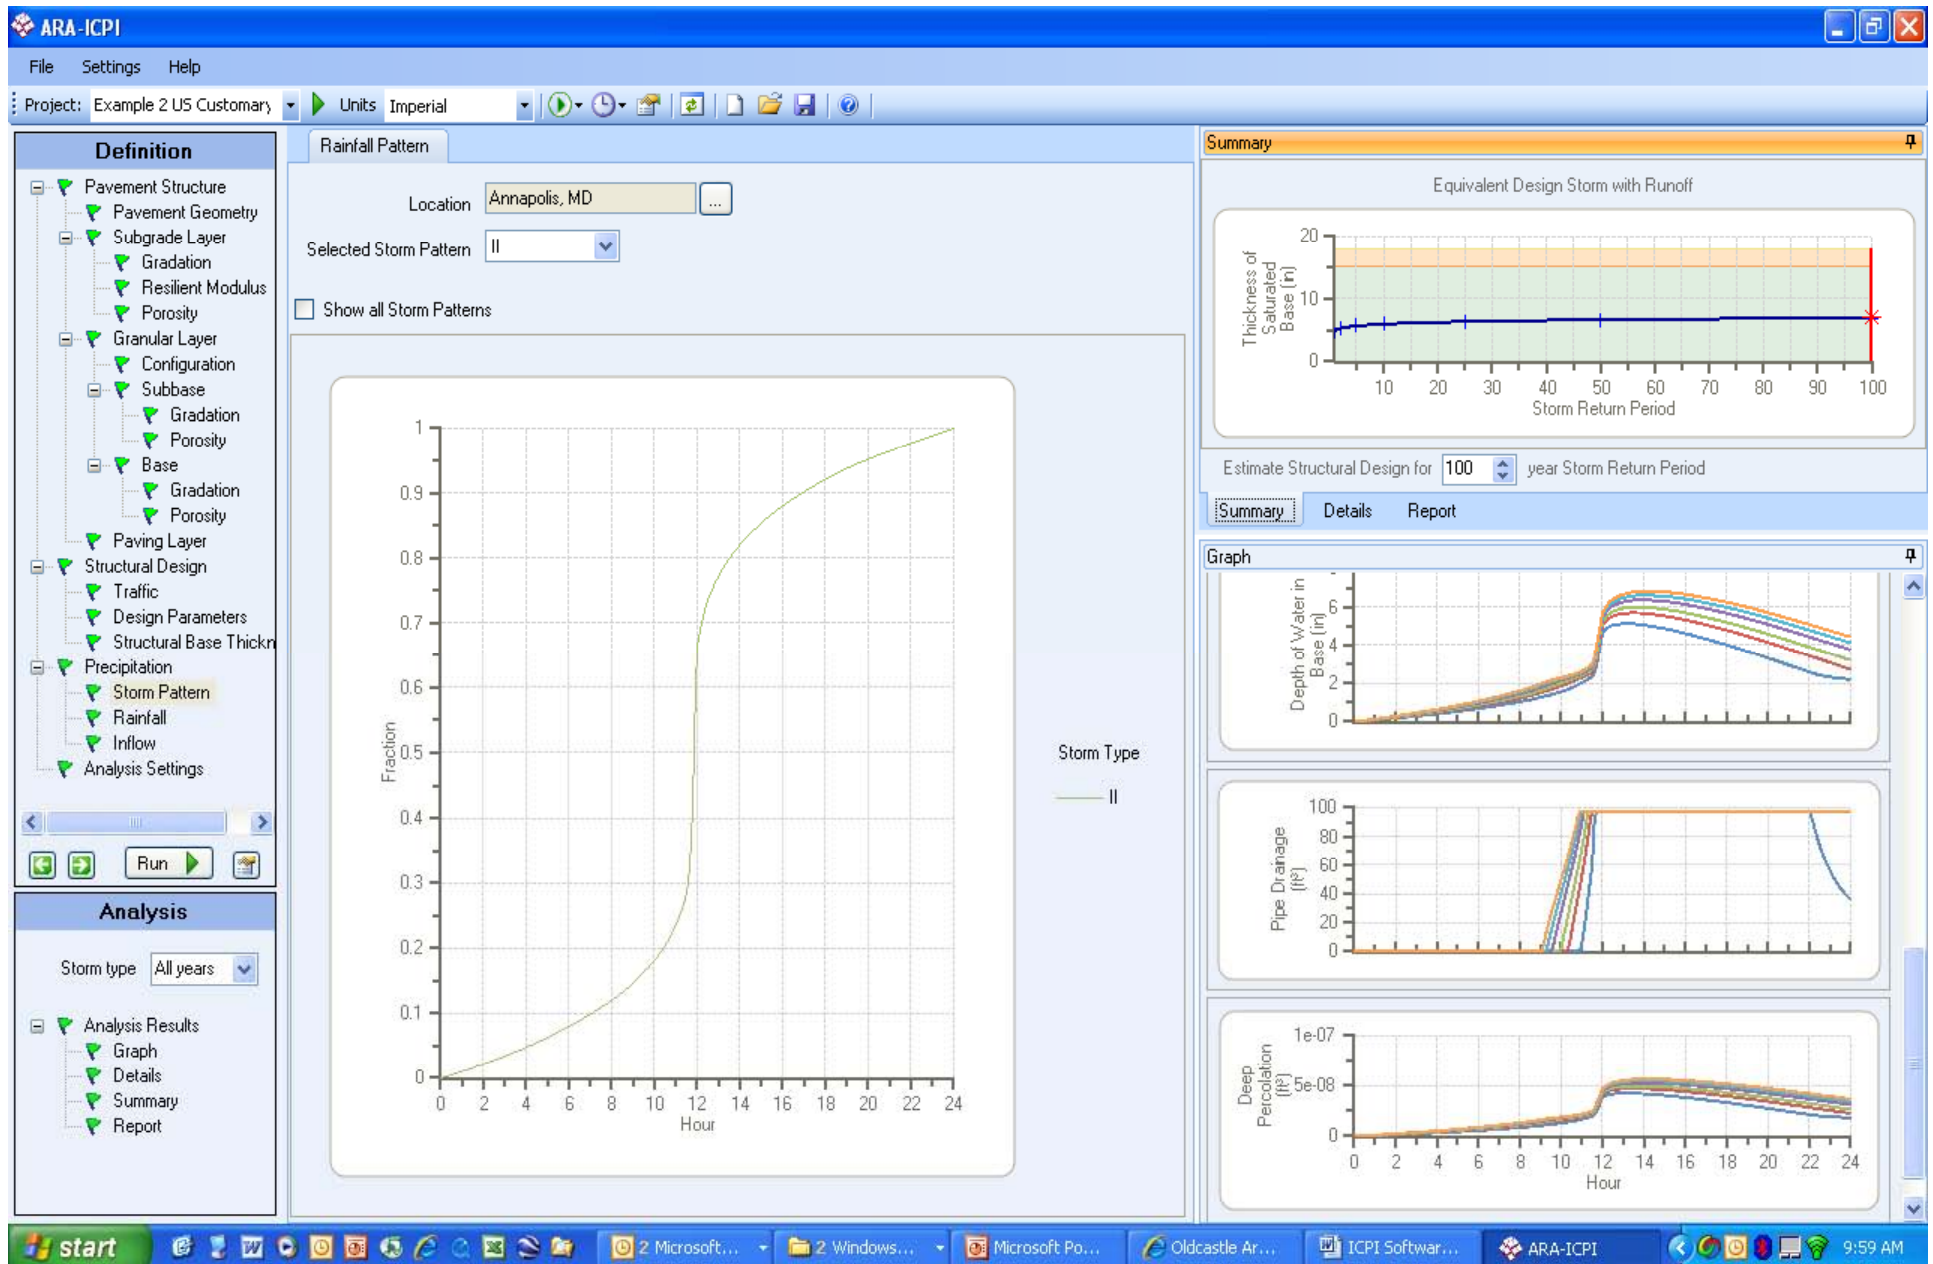 ARA-ICPI
File Settings Help
Project: Example 2 US Customary Units Imperial
Definition
Pavement Structure
Pavement Geometry
Subgrade Layer
Gradation
Resilient Modulus
Porosity
Granular Layer
Configuration
Subbase
Gradation
Porosity
Base
Gradation
Porosity
Paving Layer
Structural Design
Traffic
Design Parameters
Structural Base Thickn
Precipitation
Storm Pattern
Rainfall
Inflow
Analysis Settings
Run
Analysis
Storm type All years
Analysis Results
Graph
Details
Summary
Report
Rainfall Pattern
Location Annapolis, MD ...
Selected Storm Pattern II
Show all Storm Patterns
1
0.9
0.8
0.7
0.6
0.5
0.4
0.3
0.2
0.1
0
Fraction
0 2 4 6 8 10 12 14 16 18 20 22 24
Hour
Storm Type
II
Summary
Equivalent Design Storm with Runoff
Thickness of
Saturated
Base (in)
20
10
0
10 20 30 40 50 60 70 80 90 100
Storm Return Period
Estimate Structural Design for 100 year Storm Return Period
Summary Details Report
Graph
Depth of Water in
Base (in)
6
4
2
0
Pipe Drainage
(ft³)
100
80
60
40
20
0
Deep
Percolation
(ft³)
1e-07
5e-08
0
0 2 4 6 8 10 12 14 16 18 20 22 24
Hour
start 2 Microsoft... 2 Windows... Microsoft Po... Oldcastle Ar... ICPI Softwar... ARA-ICPI 9:59 AM